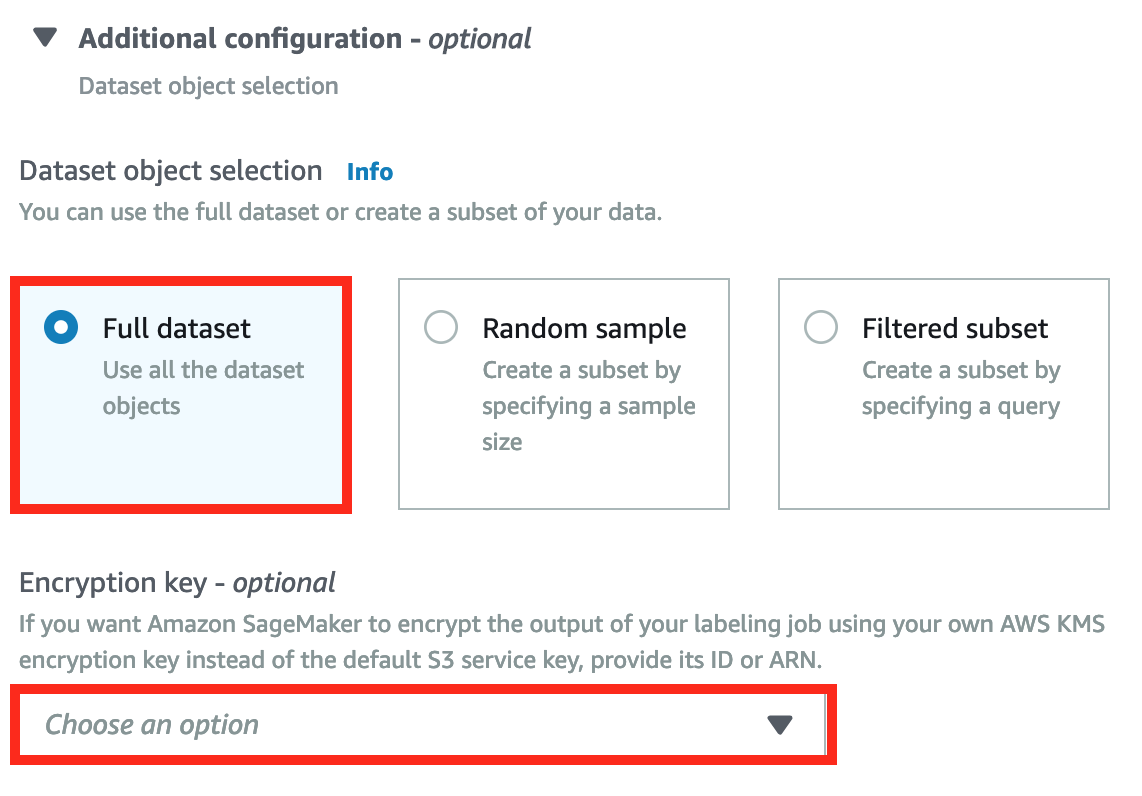 Additional configuration - optional
Dataset object selection
Dataset object selection Info
You can use the full dataset or create a subset of your data.
Full dataset
Use all the dataset
objects
Random sample
Create a subset by
specifying a sample
size
Filtered subset
Create a subset by
specifying a query
Encryption key - optional
If you want Amazon SageMaker to encrypt the output of your labeling job using your own AWS KMS
encryption key instead of the default S3 service key, provide its ID or ARN.
Choose an option